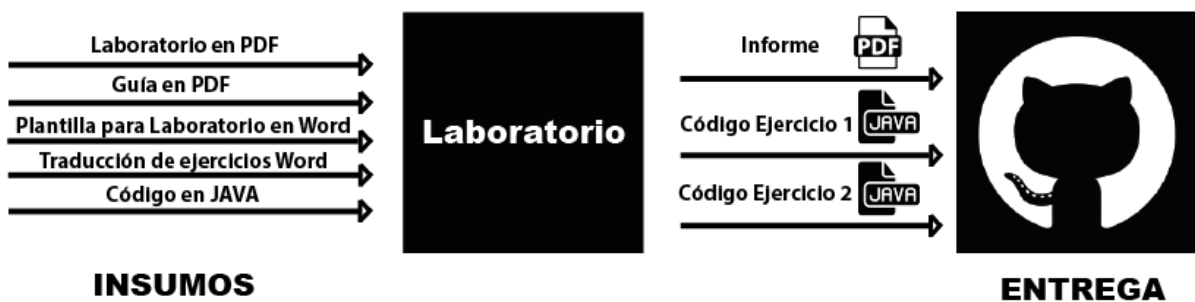 Laboratorio en PDF
Guía en PDF
Plantilla para Laboratorio en Word
Traducción de ejercicios Word
Código en JAVA
INSUMOS
Laboratorio
Informe
PDF
Código Ejercicio 1
JAVA
Código Ejercicio 2
JAVA
ENTREGA